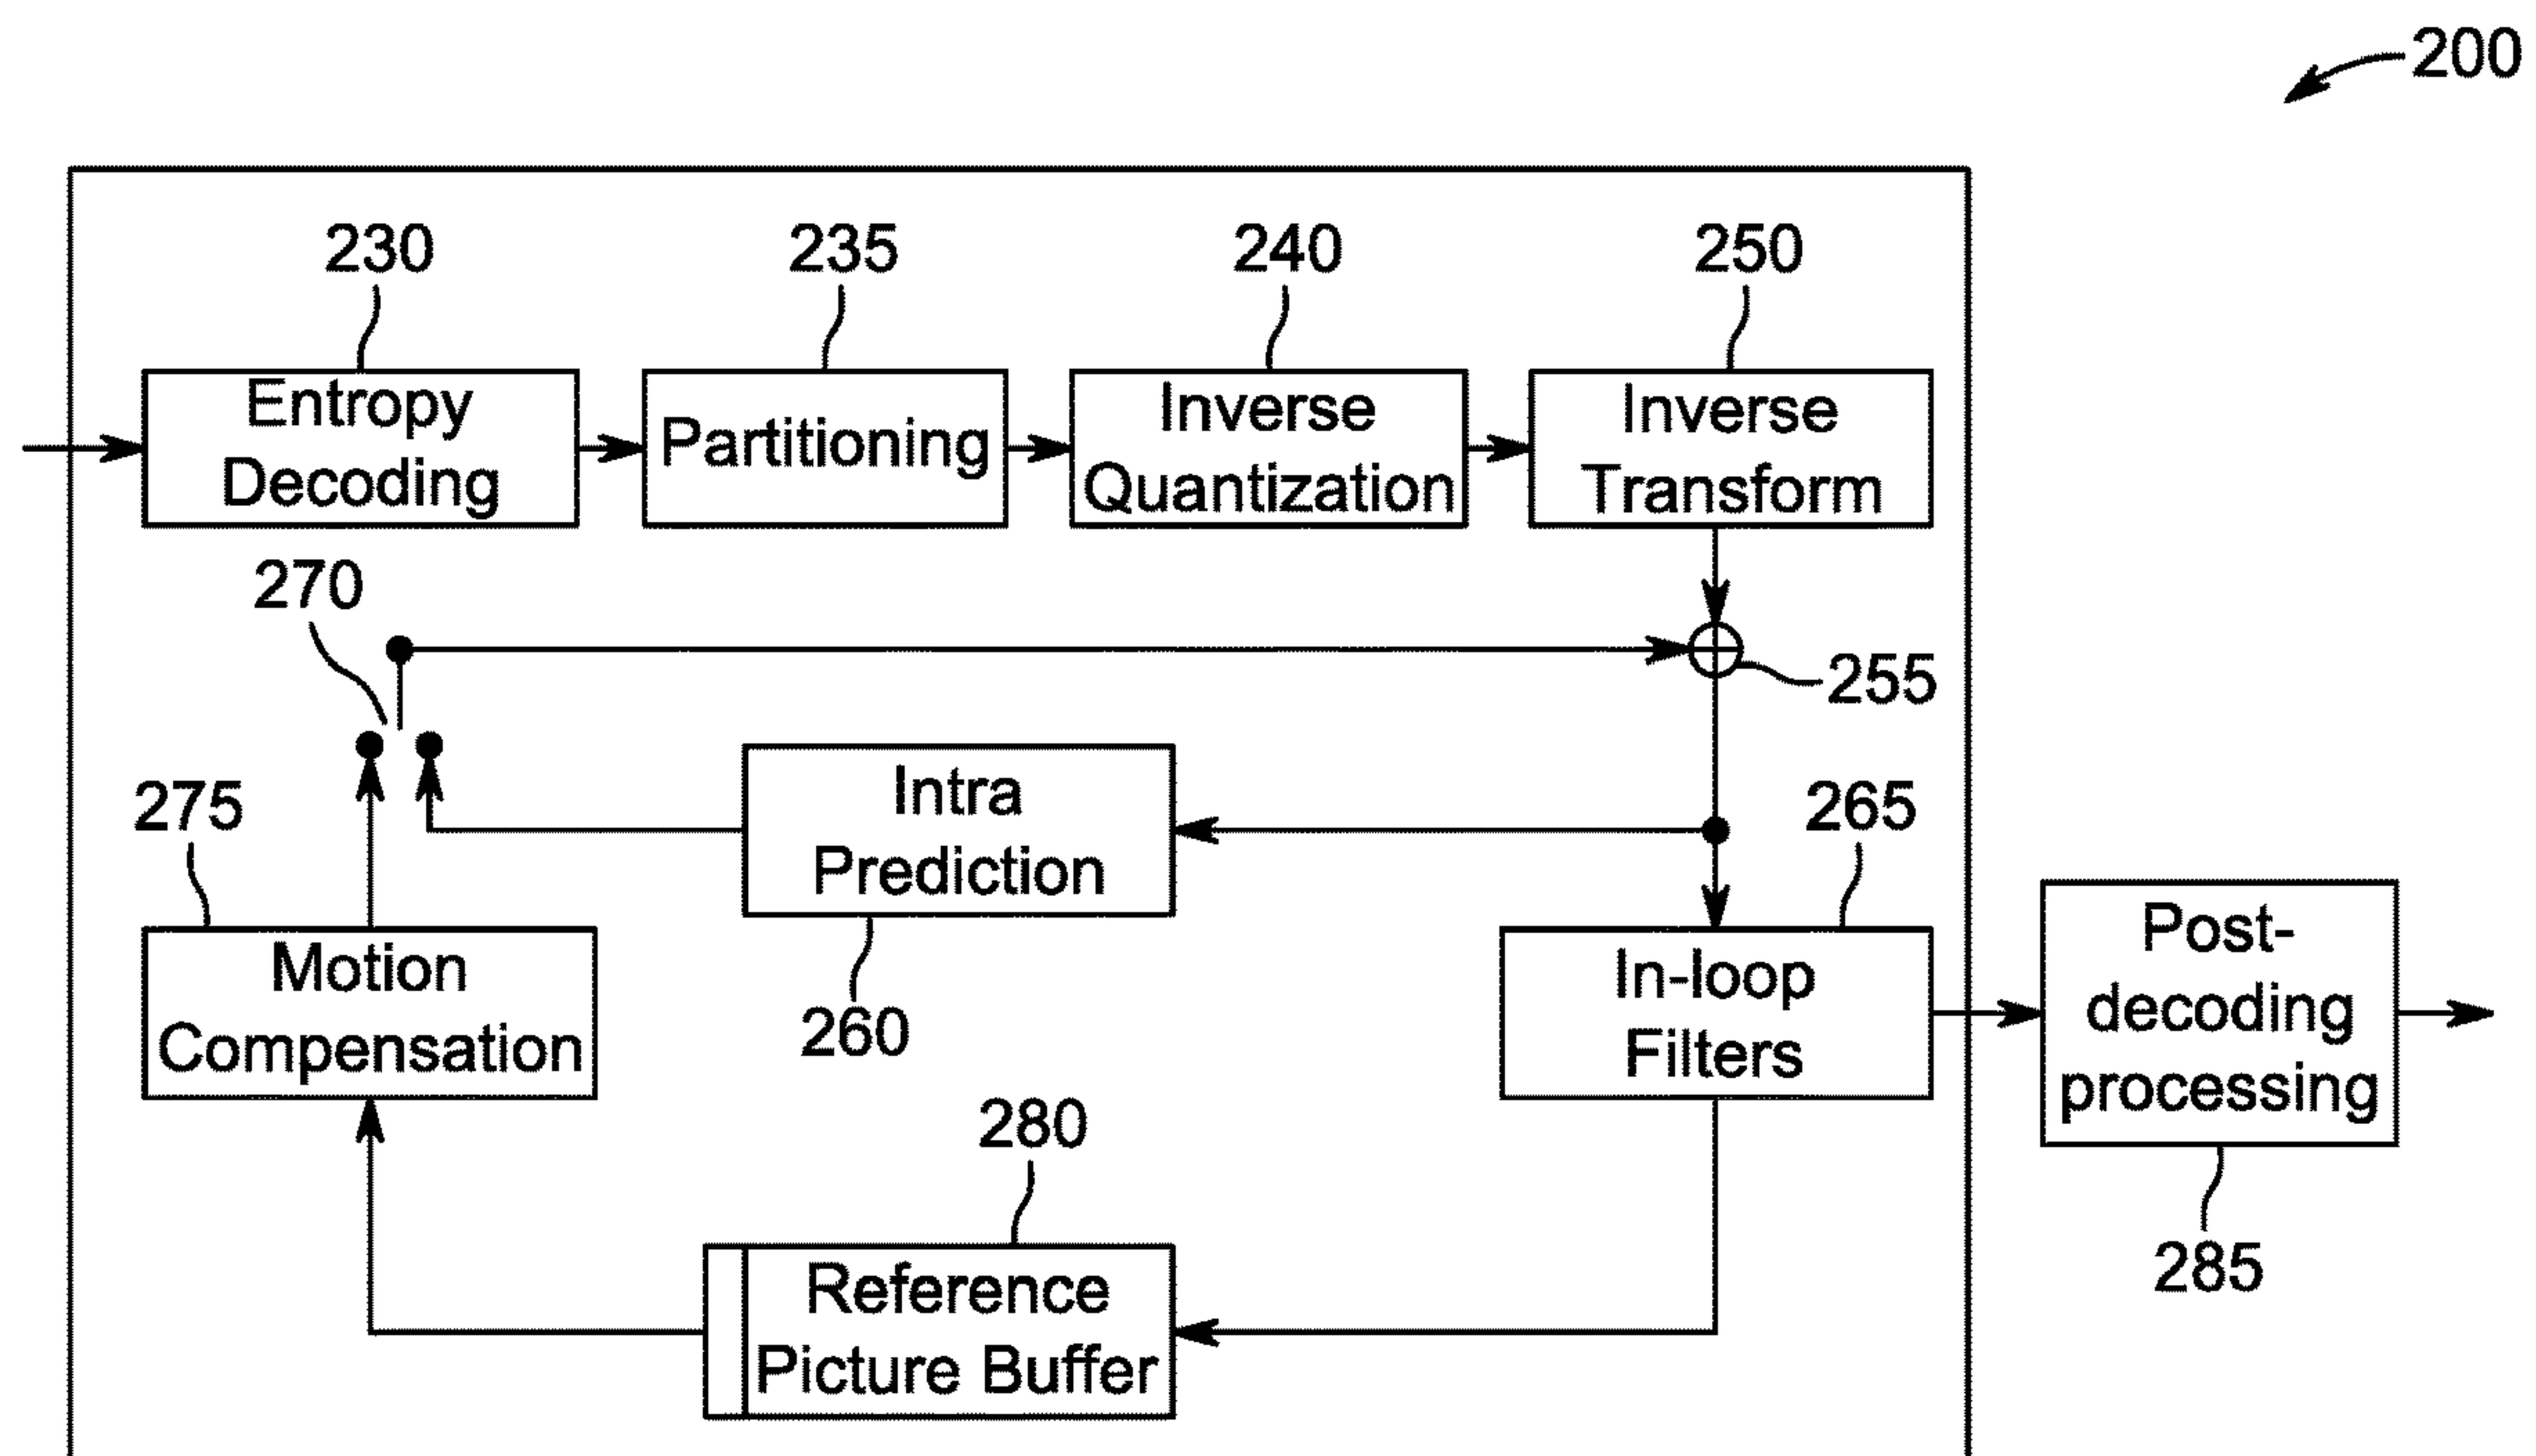 200
230
235
240
250
Entropy
Decoding
Partitioning
Inverse
Quantization
Inverse
Transform
270
255
275
Intra
Prediction
265
Motion
Compensation
260
In-loop
Filters
Post-
decoding
processing
280
Reference
Picture Buffer
285